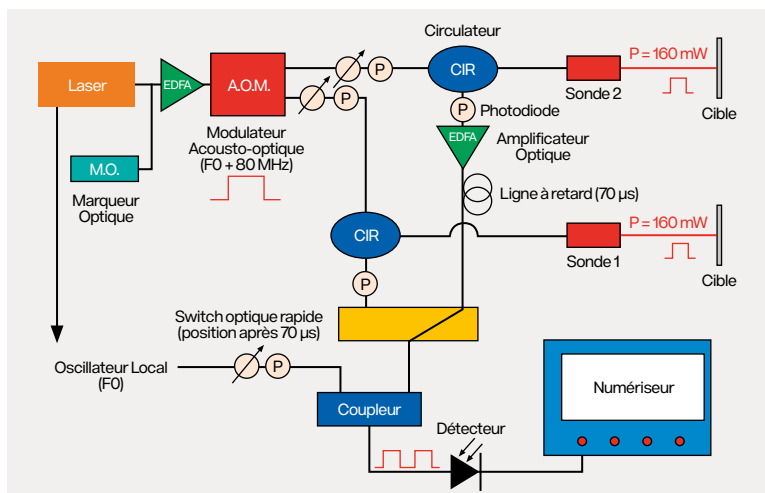 Circulateur
Laser
EDFA
A.O.M.
P
CIR
P = 160 mW
Sonde 2
Cible
P
P
Photodiode
EDFA
Amplificateur
Optique
Modulateur
Acousto-optique
(F0 + 80 MHz)
M.O.
Marqueur
Optique
Ligne à retard (70 µs)
P = 160 mW
CIR
Sonde 1
Cible
P
Switch optique rapide
(position après 70 µs)
Oscillateur Local
(F0)
P
Coupleur
Numériseur
Détecteur